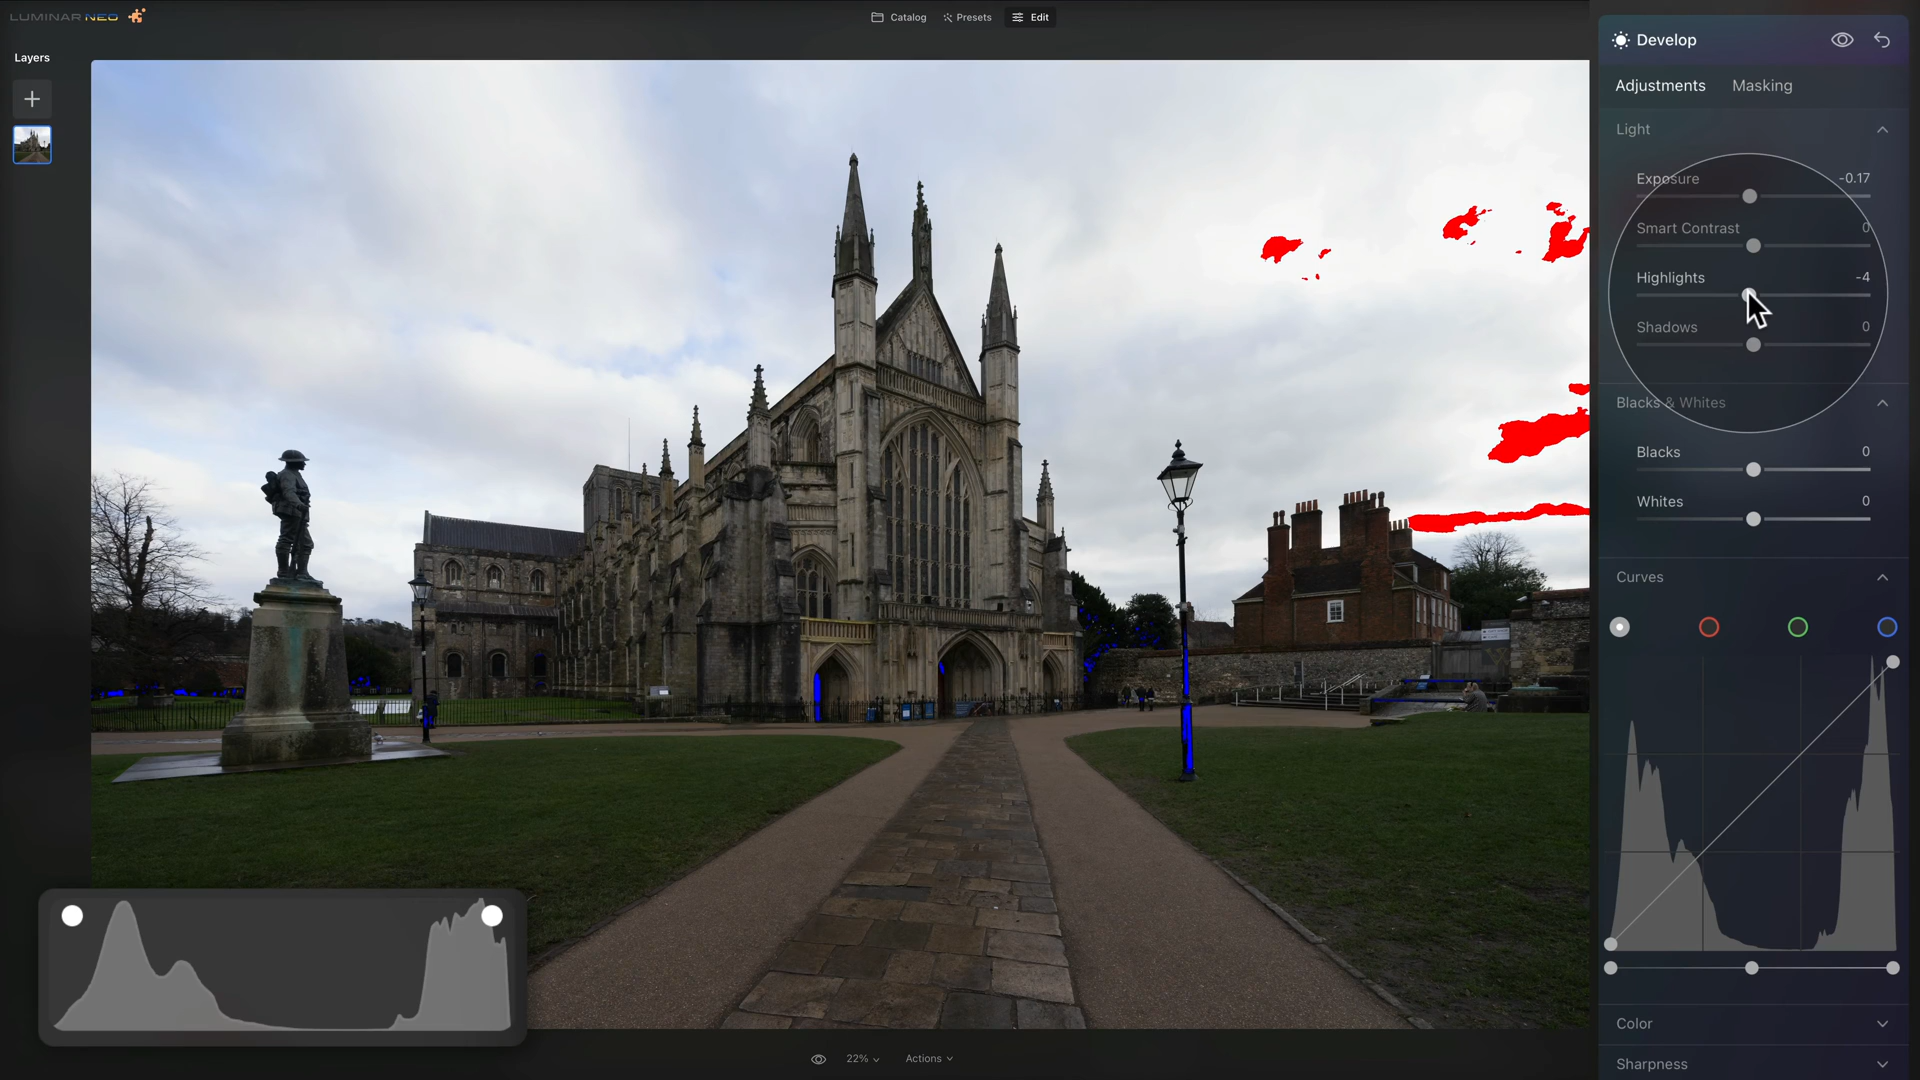 LUMINAR NEO
Catalog
Presets
Edit
Layers
Develop
Adjustments
Masking
Light
Exposure -0.17
Smart Contrast 0
Highlights -4
Shadows 0
Blacks & Whites
Blacks 0
Whites 0
Curves
Color
Sharpness
22%
Actions